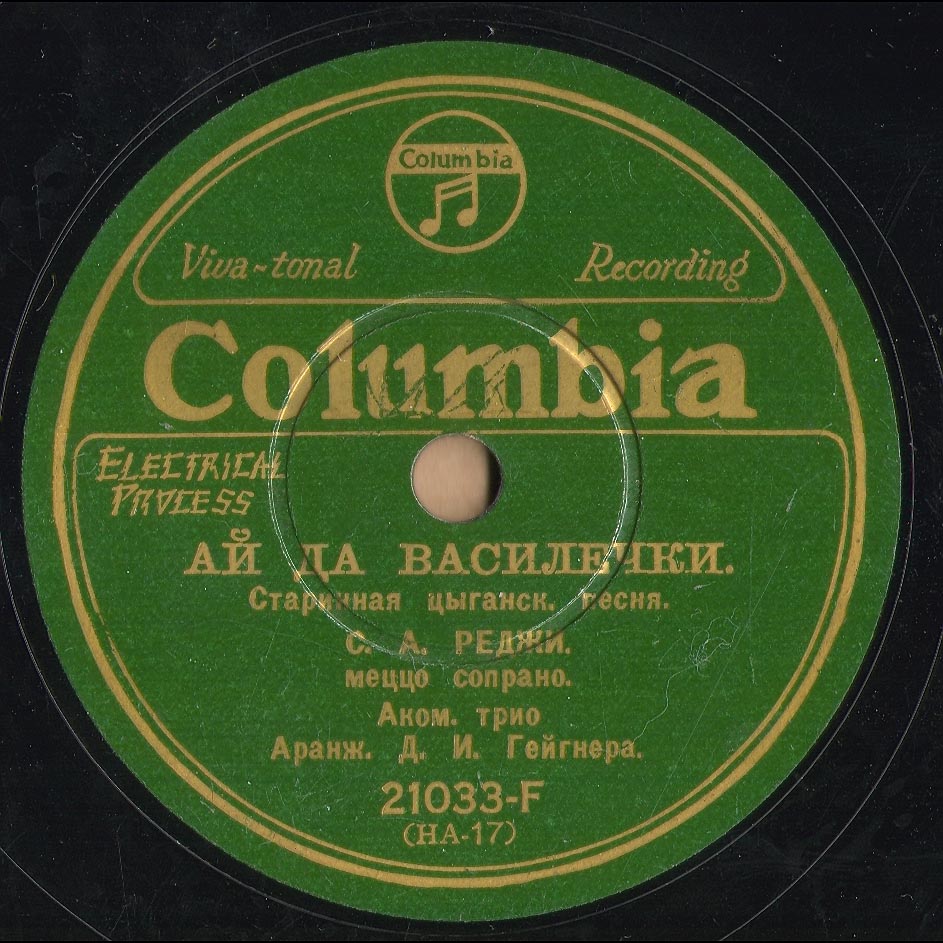 Columbia
Viva-tonal Recording
Columbia
ELECTRICAL
PROCESS
АЙ ДА ВАСИЛЕЧКИ.
Старинная цыганск. песня.
С. А. РЕДЖИ.
меццо сопрано.
Аком. трио
Аранж. Д. И. Гейгнера.
21033-F
(HA-17)